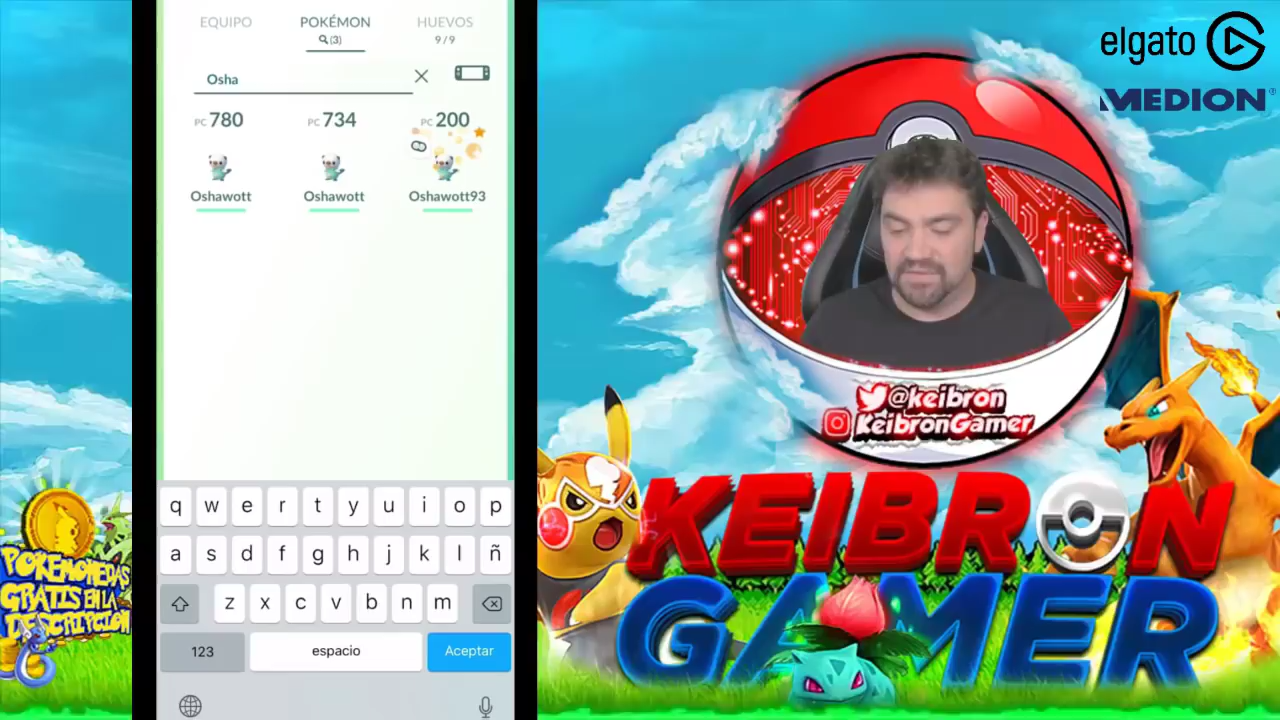 EQUIPO
POKÉMON
(3)
HUEVOS
9 / 9
Osha
PC 780
PC 734
PC 200
Oshawott
Oshawott
Oshawott93
q w e r t y u i o p
a s d f g h j k l ñ
z x c v b n m
123
espacio
Aceptar
elgato
MEDION®
@keibron
KeibronGamer
KEIBRON
GAMER
POKEMONEDAS
GRATIS EN LA
DESCRIPCION